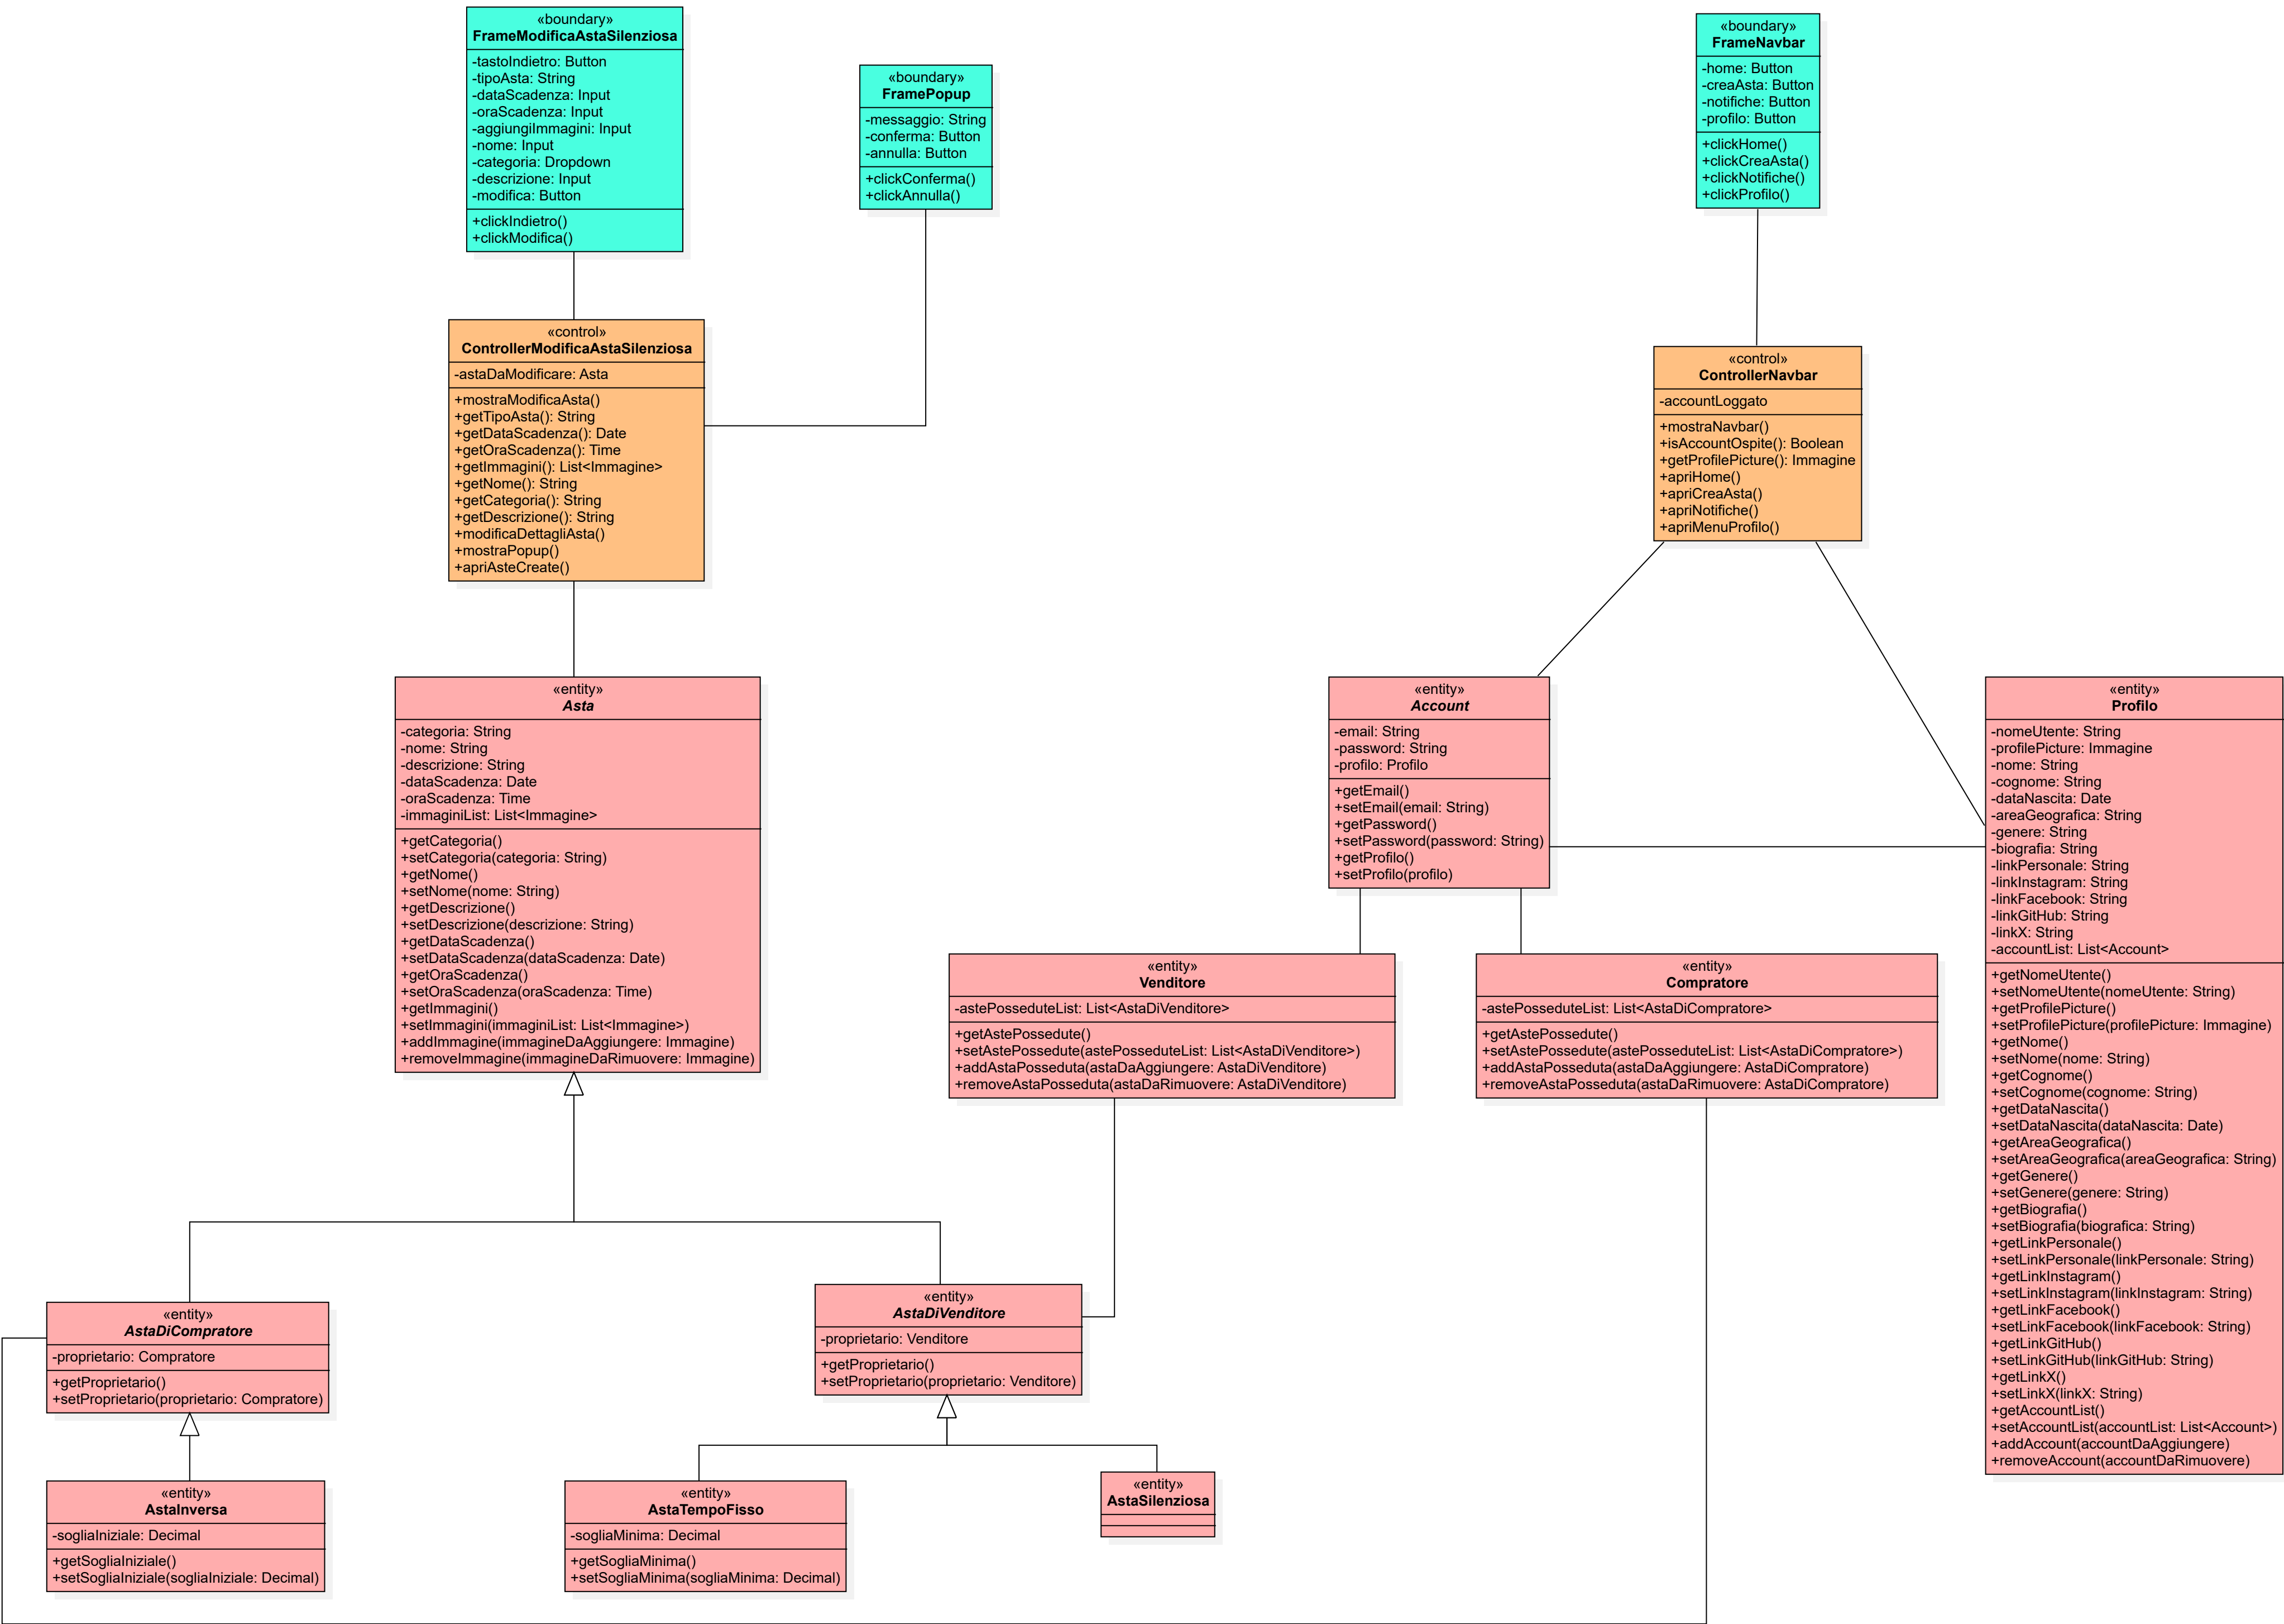 «boundary»
FrameModificaAstaSilenziosa
-tastoIndietro: Button
-tipoAsta: String
-dataScadenza: Input
-oraScadenza: Input
-aggiungiImmagini: Input
-nome: Input
-categoria: Dropdown
-descrizione: Input
-modifica: Button
+clickIndietro()
+clickModifica()
«boundary»
FramePopup
-messaggio: String
-conferma: Button
-annulla: Button
+clickConferma()
+clickAnnulla()
«boundary»
FrameNavbar
-home: Button
-creaAsta: Button
-notifiche: Button
-profilo: Button
+clickHome()
+clickCreaAsta()
+clickNotifiche()
+clickProfilo()
«control»
ControllerModificaAstaSilenziosa
-astaDaModificare: Asta
+mostraModificaAsta()
+getTipoAsta(): String
+getDataScadenza(): Date
+getOraScadenza(): Time
+getImmagini(): List<Immagine>
+getNome(): String
+getCategoria(): String
+getDescrizione(): String
+modificaDettagliAsta()
+mostraPopup()
+apriAsteCreate()
«control»
ControllerNavbar
-accountLoggato
+mostraNavbar()
+isAccountOspite(): Boolean
+getProfilePicture(): Immagine
+apriHome()
+apriCreaAsta()
+apriNotifiche()
+apriMenuProfilo()
«entity»
Asta
-categoria: String
-nome: String
-descrizione: String
-dataScadenza: Date
-oraScadenza: Time
-immaginiList: List<Immagine>
+getCategoria()
+setCategoria(categoria: String)
+getNome()
+setNome(nome: String)
+getDescrizione()
+setDescrizione(descrizione: String)
+getDataScadenza()
+setDataScadenza(dataScadenza: Date)
+getOraScadenza()
+setOraScadenza(oraScadenza: Time)
+getImmagini()
+setImmagini(immaginiList: List<Immagine>)
+addImmagine(immagineDaAggiungere: Immagine)
+removeImmagine(immagineDaRimuovere: Immagine)
«entity»
Account
-email: String
-password: String
-profilo: Profilo
+getEmail()
+setEmail(email: String)
+getPassword()
+setPassword(password: String)
+getProfilo()
+setProfilo(profilo)
«entity»
Profilo
-nomeUtente: String
-profilePicture: Immagine
-nome: String
-cognome: String
-dataNascita: Date
-areaGeografica: String
-genere: String
-biografia: String
-linkPersonale: String
-linkInstagram: String
-linkFacebook: String
-linkGitHub: String
-linkX: String
-accountList: List<Account>
+getNomeUtente()
+setNomeUtente(nomeUtente: String)
+getProfilePicture()
+setProfilePicture(profilePicture: Immagine)
+getNome()
+setNome(nome: String)
+getCognome()
+setCognome(cognome: String)
+getDataNascita()
+setDataNascita(dataNascita: Date)
+getAreaGeografica()
+setAreaGeografica(areaGeografica: String)
+getGenere()
+setGenere(genere: String)
+getBiografia()
+setBiografia(biografica: String)
+getLinkPersonale()
+setLinkPersonale(linkPersonale: String)
+getLinkInstagram()
+setLinkInstagram(linkInstagram: String)
+getLinkFacebook()
+setLinkFacebook(linkFacebook: String)
+getLinkGitHub()
+setLinkGitHub(linkGitHub: String)
+getLinkX()
+setLinkX(linkX: String)
+getAccountList()
+setAccountList(accountList: List<Account>)
+addAccount(accountDaAggiungere)
+removeAccount(accountDaRimuovere)
«entity»
Venditore
-astePosseduteList: List<AstaDiVenditore>
+getAstePossedute()
+setAstePossedute(astePosseduteList: List<AstaDiVenditore>)
+addAstaPosseduta(astaDaAggiungere: AstaDiVenditore)
+removeAstaPosseduta(astaDaRimuovere: AstaDiVenditore)
«entity»
Compratore
-astePosseduteList: List<AstaDiCompratore>
+getAstePossedute()
+setAstePossedute(astePosseduteList: List<AstaDiCompratore>)
+addAstaPosseduta(astaDaAggiungere: AstaDiCompratore)
+removeAstaPosseduta(astaDaRimuovere: AstaDiCompratore)
«entity»
AstaDiCompratore
-proprietario: Compratore
+getProprietario()
+setProprietario(proprietario: Compratore)
«entity»
AstaDiVenditore
-proprietario: Venditore
+getProprietario()
+setProprietario(proprietario: Venditore)
«entity»
AstaInversa
-sogliaIniziale: Decimal
+getSogliaIniziale()
+setSogliaIniziale(sogliaIniziale: Decimal)
«entity»
AstaTempoFisso
-sogliaMinima: Decimal
+getSogliaMinima()
+setSogliaMinima(sogliaMinima: Decimal)
«entity»
AstaSilenziosa